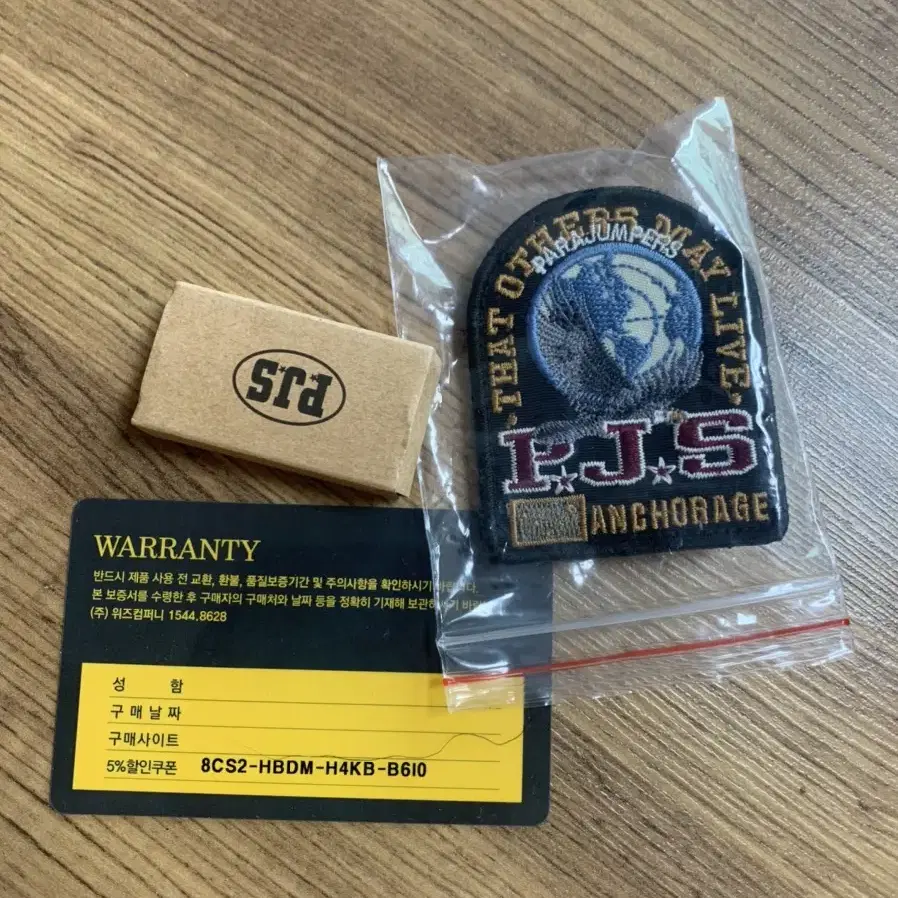 THAT OTHERS MAY LIVE
PARAJUMPERS
P.J.S
ANCHORAGE
P.J.S
WARRANTY
반드시 제품 사용 전 교환, 환불, 품질보증기간 및 주의사항을 확인하시기 바랍니다.
본 보증서를 수령한 후 구매자의 구매처와 날짜 등을 정확히 기재해 보관하시기 바랍
(주) 위즈컴퍼니 1544.8628
성 함
구매날짜
구매사이트
5%할인쿠폰 8CS2-HBDM-H4KB-B6I0